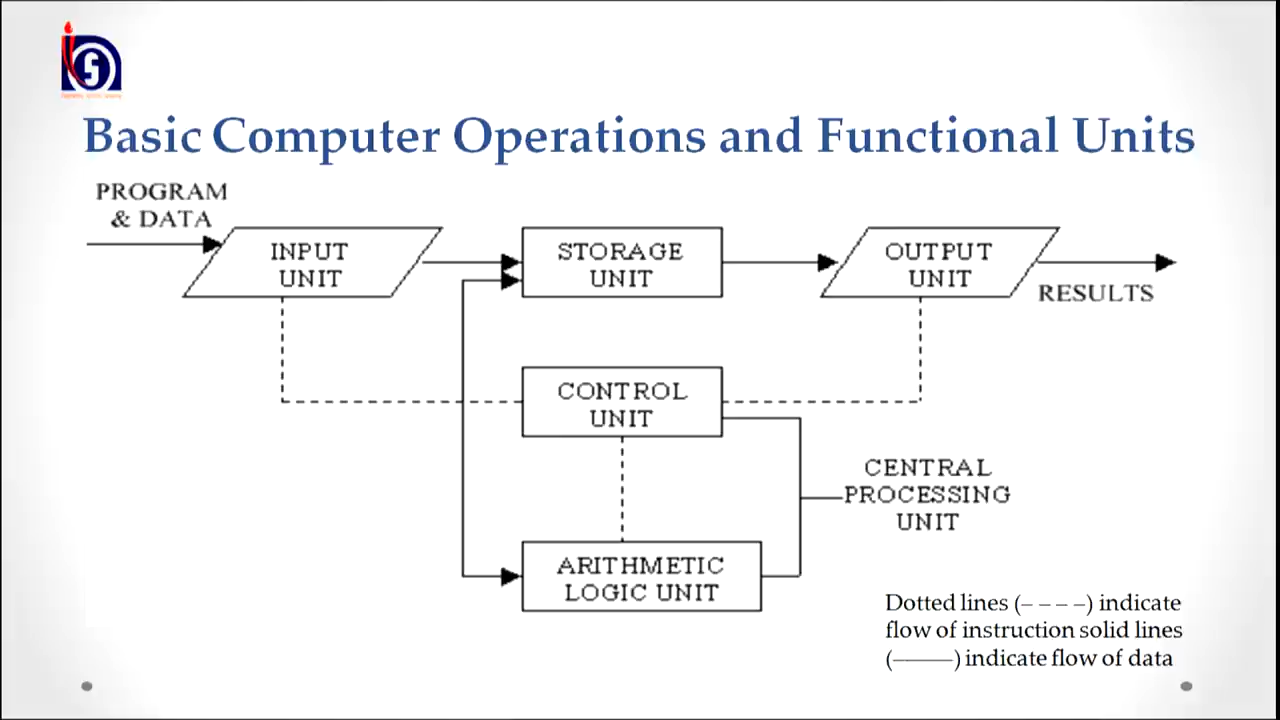 Basic Computer Operations and Functional Units
PROGRAM
& DATA
INPUT
UNIT
STORAGE
UNIT
OUTPUT
UNIT
RESULTS
CONTROL
UNIT
CENTRAL
PROCESSING
UNIT
ARITHMETIC
LOGIC UNIT
Dotted lines (– – – –) indicate
flow of instruction solid lines
(———) indicate flow of data